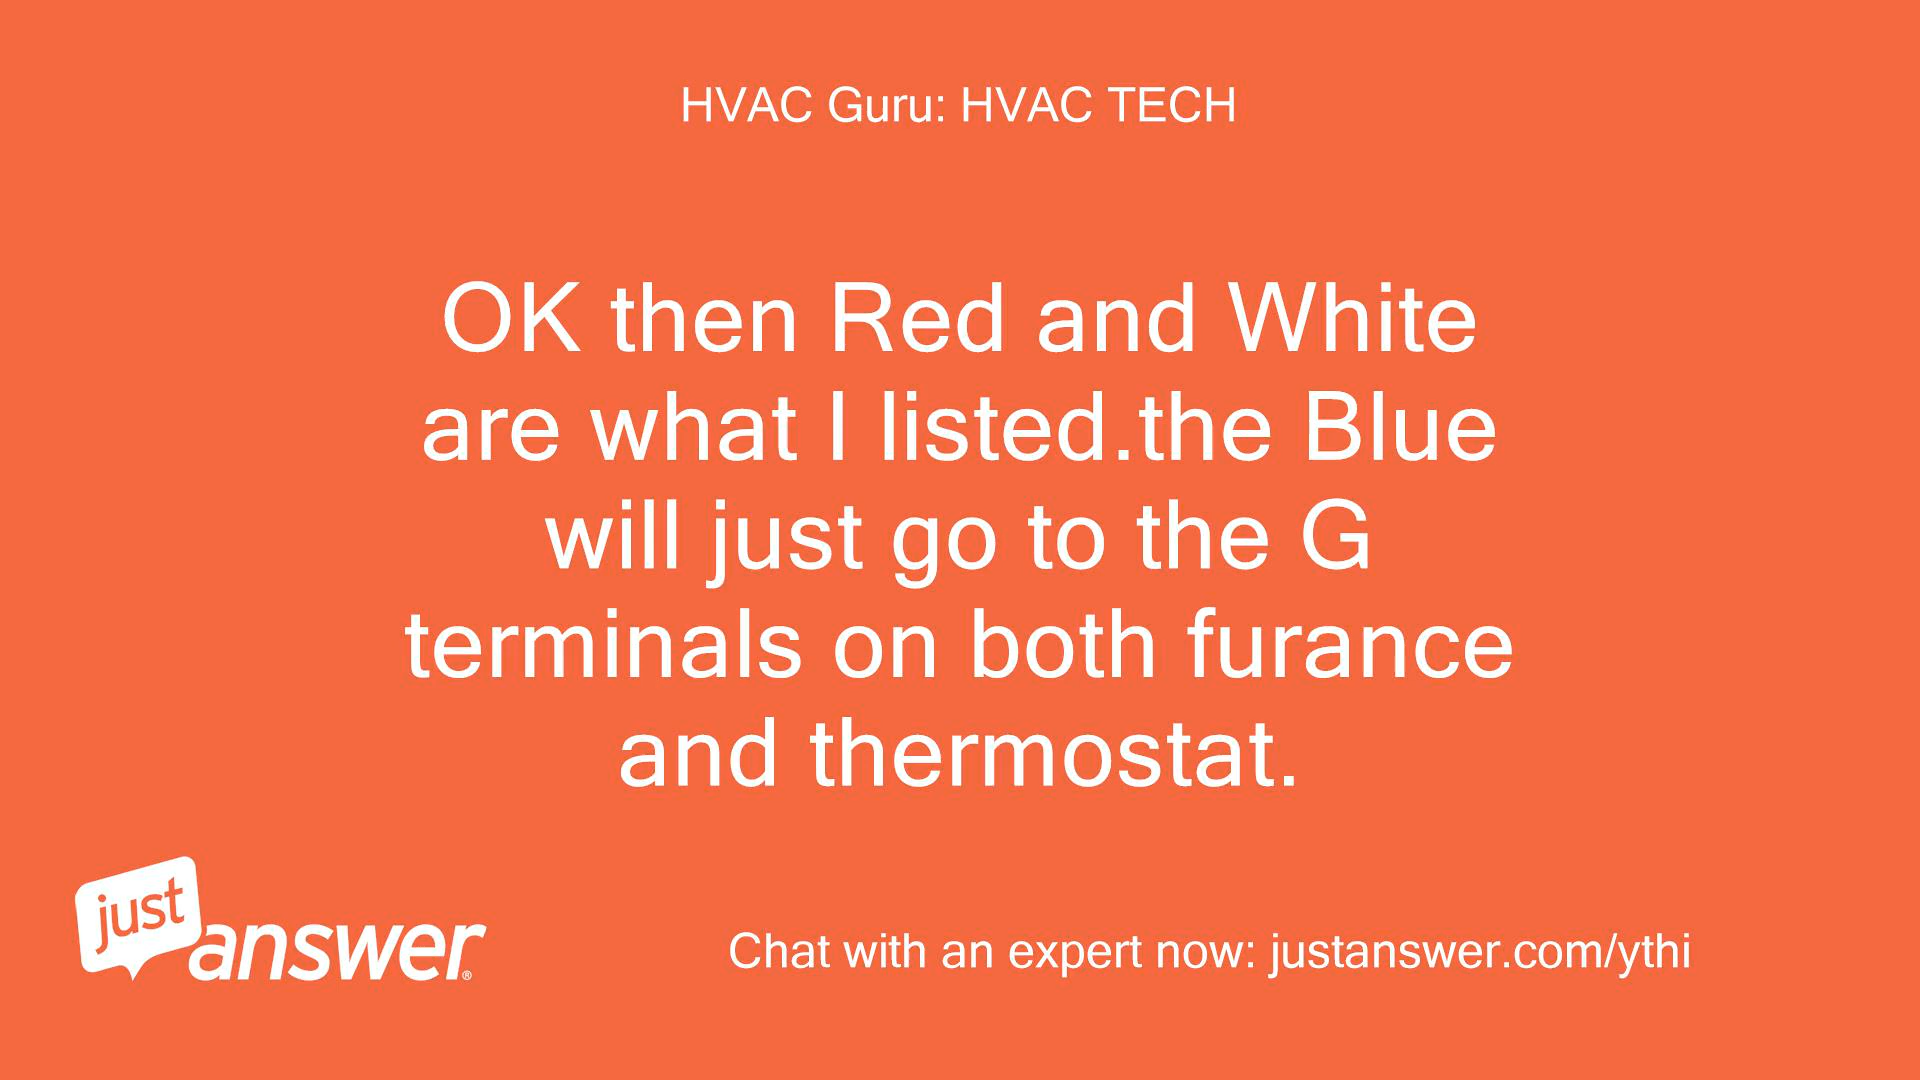 HVAC Guru: HVAC TECH
OK then Red and White
are what I listed.the Blue
will just go to the G
terminals on both furance
and thermostat.
just
answer®
Chat with an expert now: justanswer.com/ythi